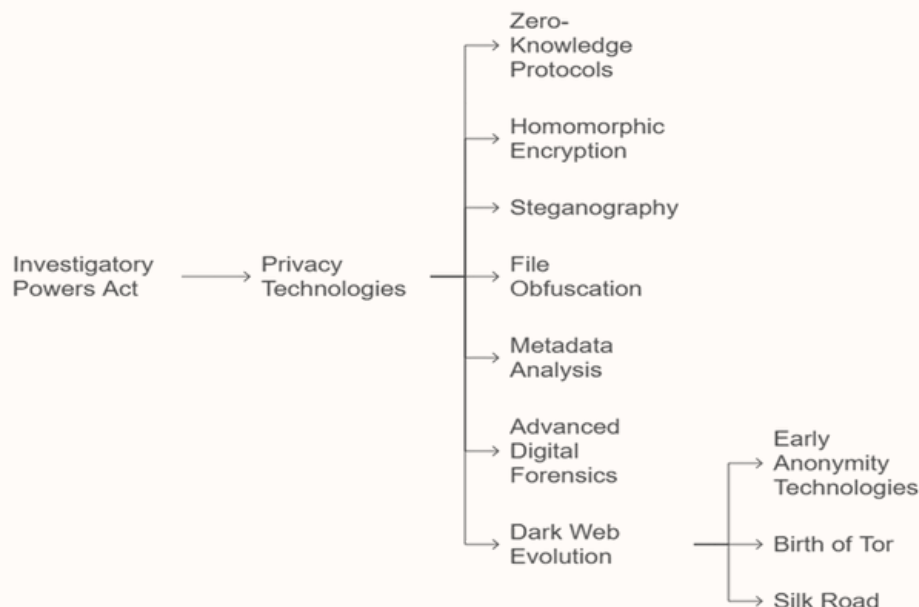 Zero-
Knowledge
Protocols
Homomorphic
Encryption
Steganography
Investigatory
Powers Act
Privacy
Technologies
File
Obfuscation
Metadata
Analysis
Advanced
Digital
Forensics
Dark Web
Evolution
Early
Anonymity
Technologies
Birth of Tor
Silk Road